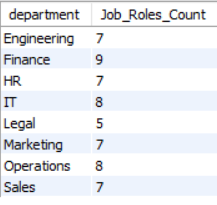 department Job_Roles_Count
Engineering 7
Finance 9
HR 7
IT 8
Legal 5
Marketing 7
Operations 8
Sales 7